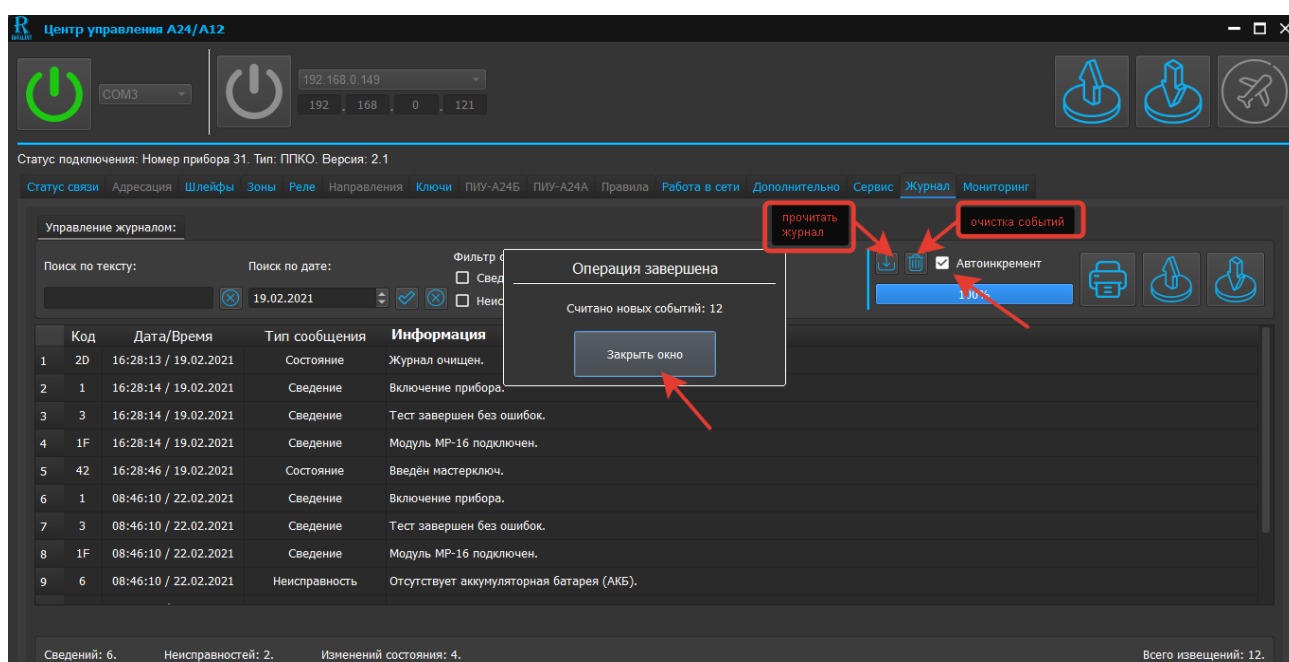 R
Центр управления A24/A12
COM3
192.168.0.149
192 . 168 . 0 . 121
Статус подключения: Номер прибора 31. Тип: ППКО. Версия: 2.1
Статус связи Адресация Шлейфы Зоны Реле Направления Ключи ПИУ-А24Б ПИУ-А24А Правила Работа в сети Дополнительно Сервис Журнал Мониторинг
Управление журналом:
прочитать
журнал
очистка событий
Поиск по тексту:
Поиск по дате:
Фильтр с
Свед
Неис
19.02.2021
Автоинкремент
100%
Операция завершена
Считано новых событий: 12
Закрыть окно
Код Дата/Время Тип сообщения Информация
1 2D 16:28:13 / 19.02.2021 Состояние Журнал очищен.
2 1 16:28:14 / 19.02.2021 Сведение Включение прибора.
3 3 16:28:14 / 19.02.2021 Сведение Тест завершен без ошибок.
4 1F 16:28:14 / 19.02.2021 Сведение Модуль МР-16 подключен.
5 42 16:28:46 / 19.02.2021 Состояние Введён мастерключ.
6 1 08:46:10 / 22.02.2021 Сведение Включение прибора.
7 3 08:46:10 / 22.02.2021 Сведение Тест завершен без ошибок.
8 1F 08:46:10 / 22.02.2021 Сведение Модуль МР-16 подключен.
9 6 08:46:10 / 22.02.2021 Неисправность Отсутствует аккумуляторная батарея (АКБ).
Сведений: 6. Неисправностей: 2. Изменений состояния: 4. Всего извещений: 12.